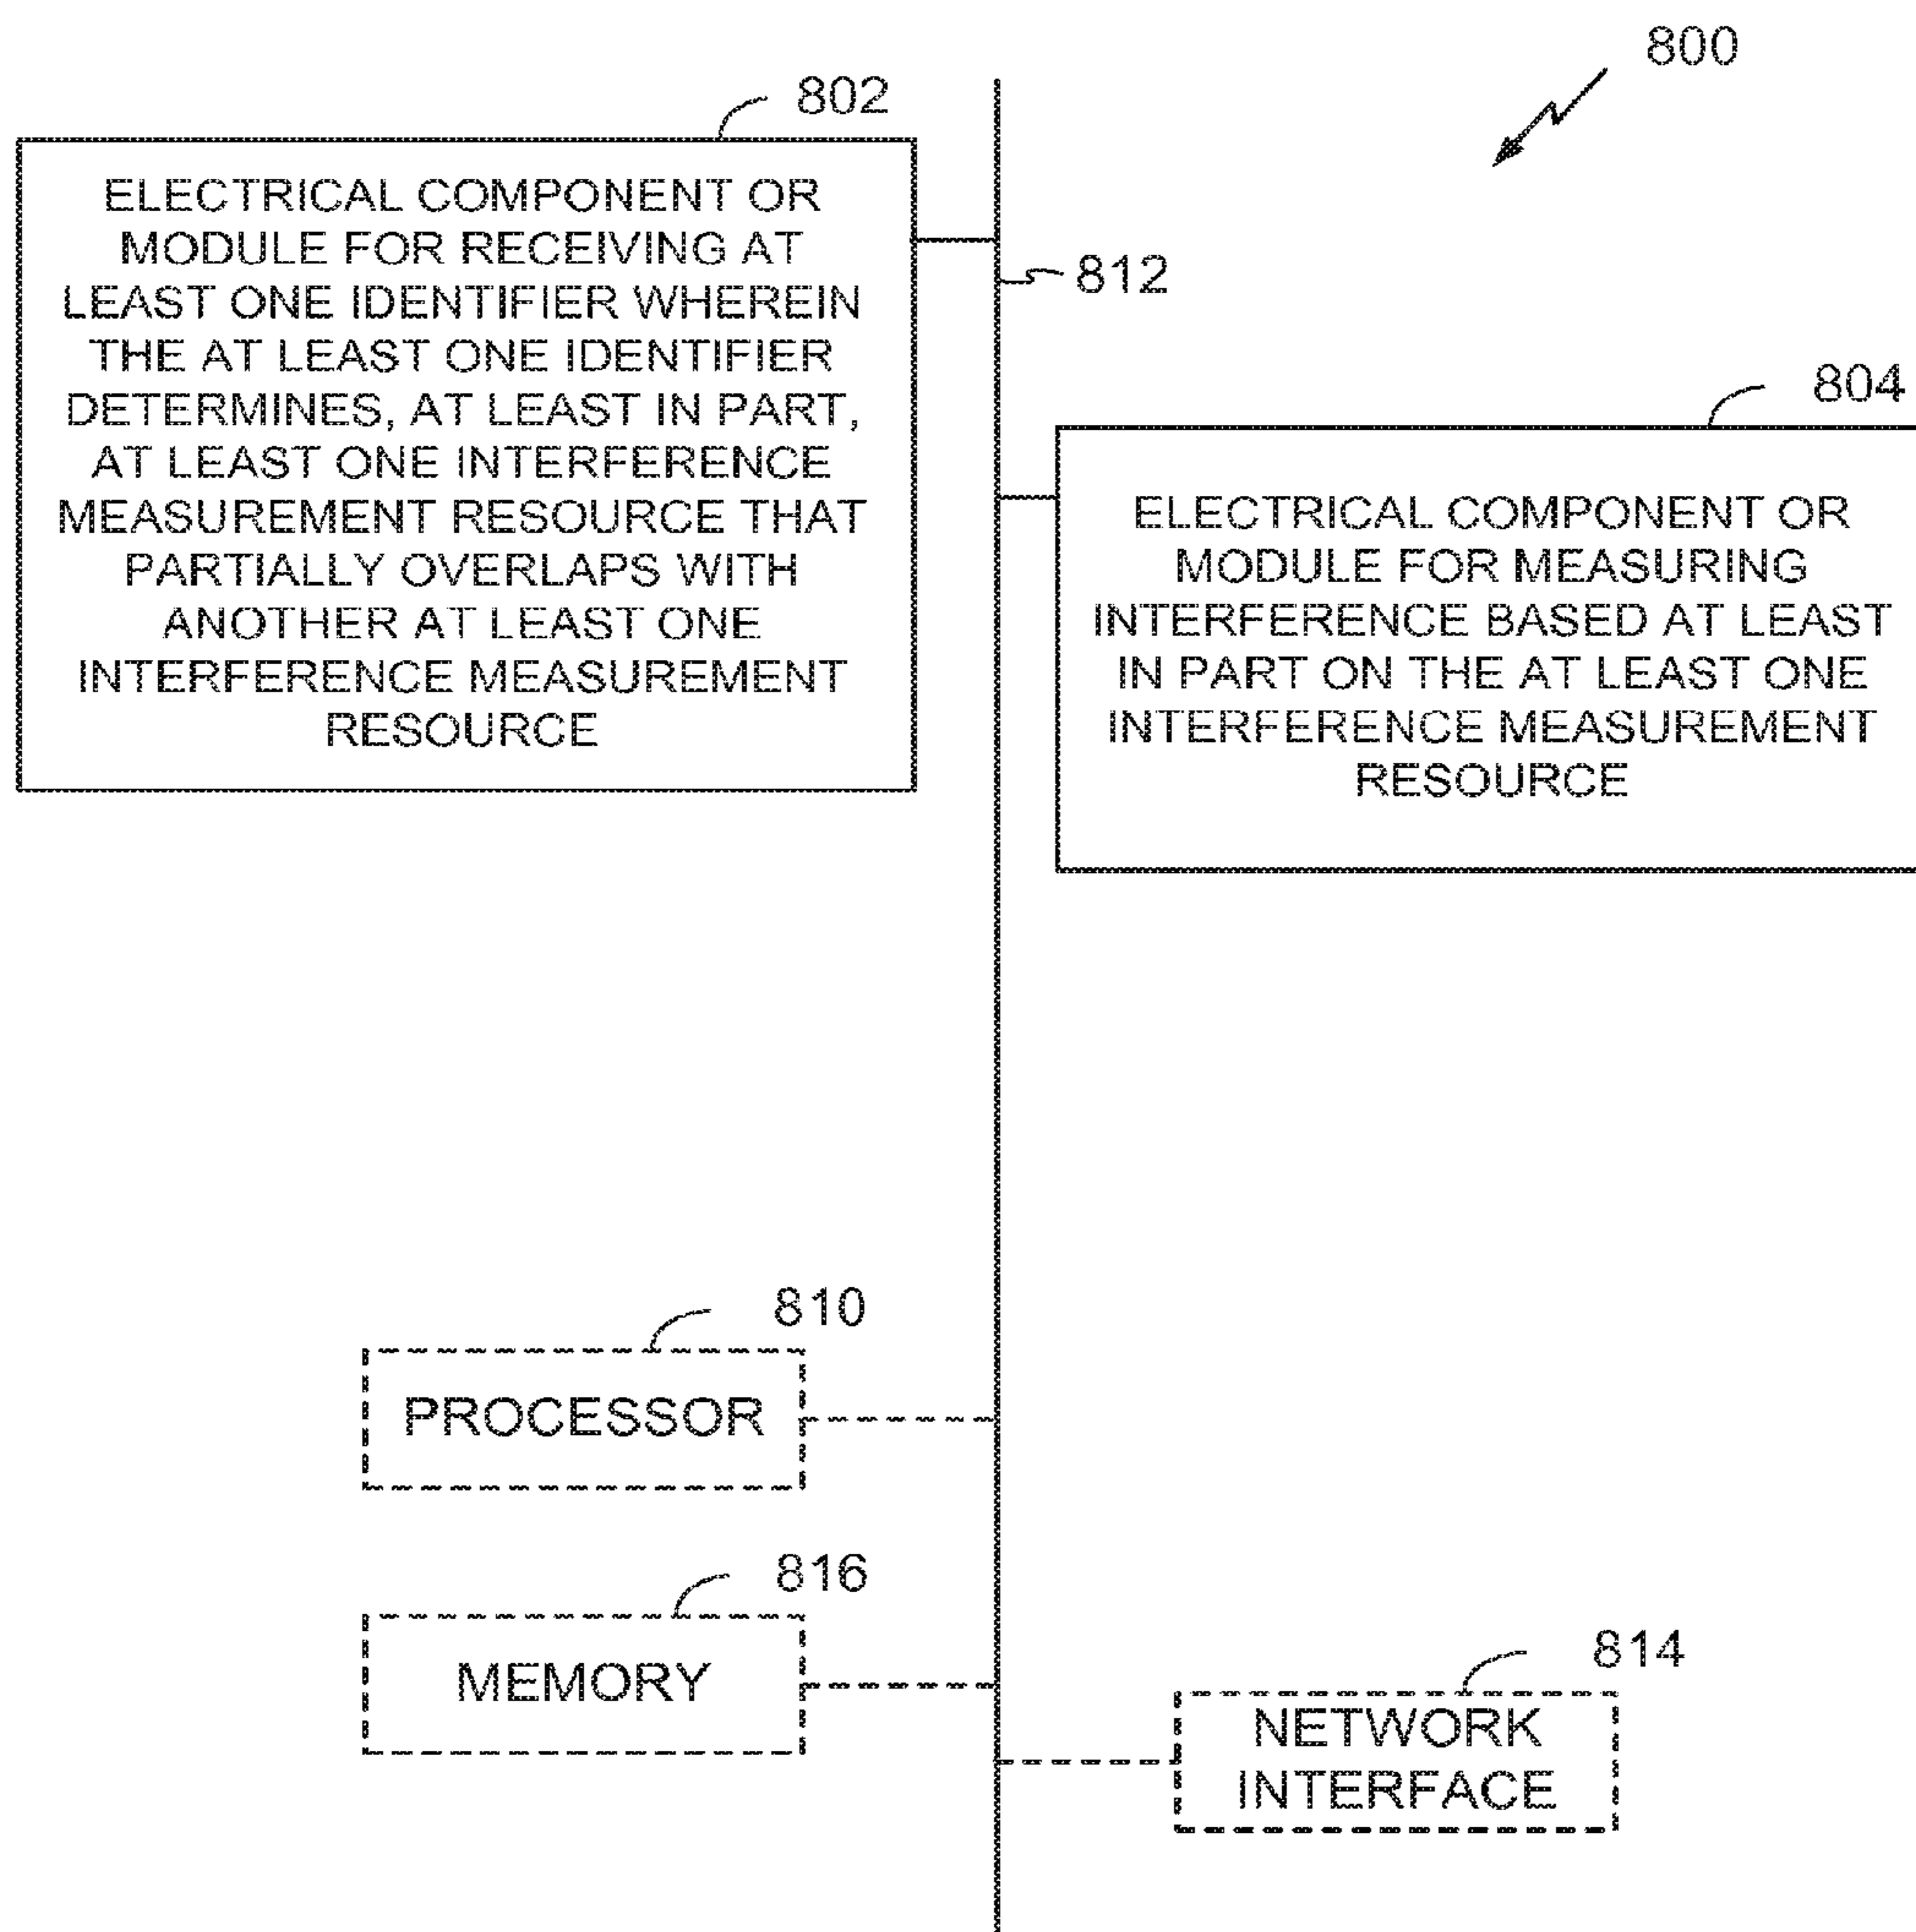 800
802
ELECTRICAL COMPONENT OR
MODULE FOR RECEIVING AT
LEAST ONE IDENTIFIER WHEREIN
THE AT LEAST ONE IDENTIFIER
DETERMINES, AT LEAST IN PART,
AT LEAST ONE INTERFERENCE
MEASUREMENT RESOURCE THAT
PARTIALLY OVERLAPS WITH
ANOTHER AT LEAST ONE
INTERFERENCE MEASUREMENT
RESOURCE
812
804
ELECTRICAL COMPONENT OR
MODULE FOR MEASURING
INTERFERENCE BASED AT LEAST
IN PART ON THE AT LEAST ONE
INTERFERENCE MEASUREMENT
RESOURCE
810
PROCESSOR
816
MEMORY
814
NETWORK
INTERFACE